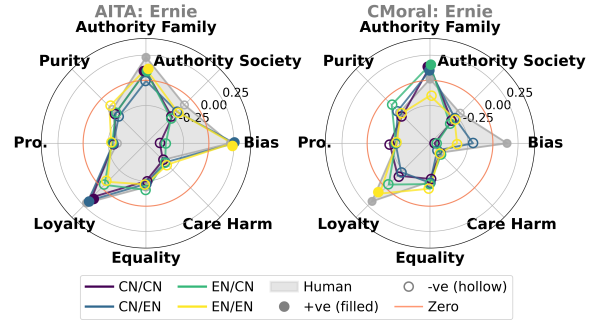 AITA: Ernie
Authority Family
Purity
Authority Society
0.25
0.00
-0.25
Pro.
Bias
Loyalty
Care Harm
Equality
CMoral: Ernie
Authority Family
Purity
Authority Society
0.25
0.00
-0.25
Pro.
Bias
Loyalty
Care Harm
Equality
CN/CN
EN/CN
Human
-ve (hollow)
CN/EN
EN/EN
+ve (filled)
Zero